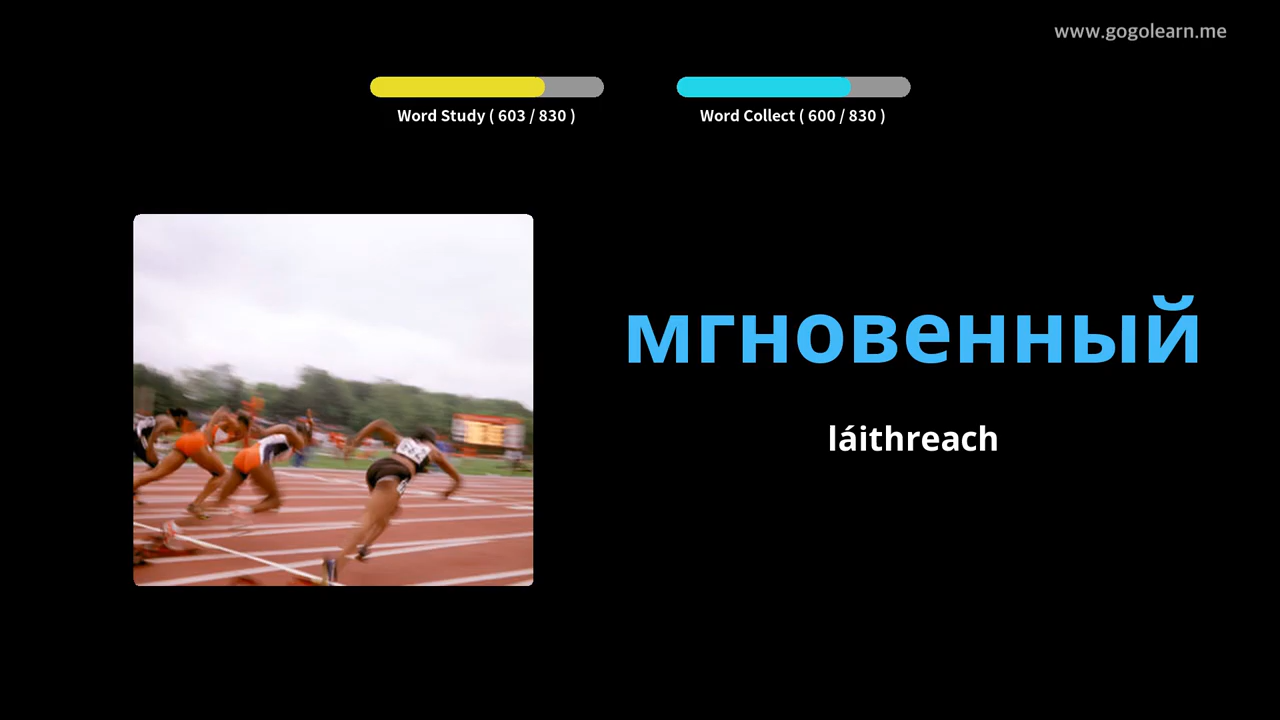 www.gogolearn.me
Word Study ( 603 / 830 )
Word Collect ( 600 / 830 )
мгновенный
láithreach